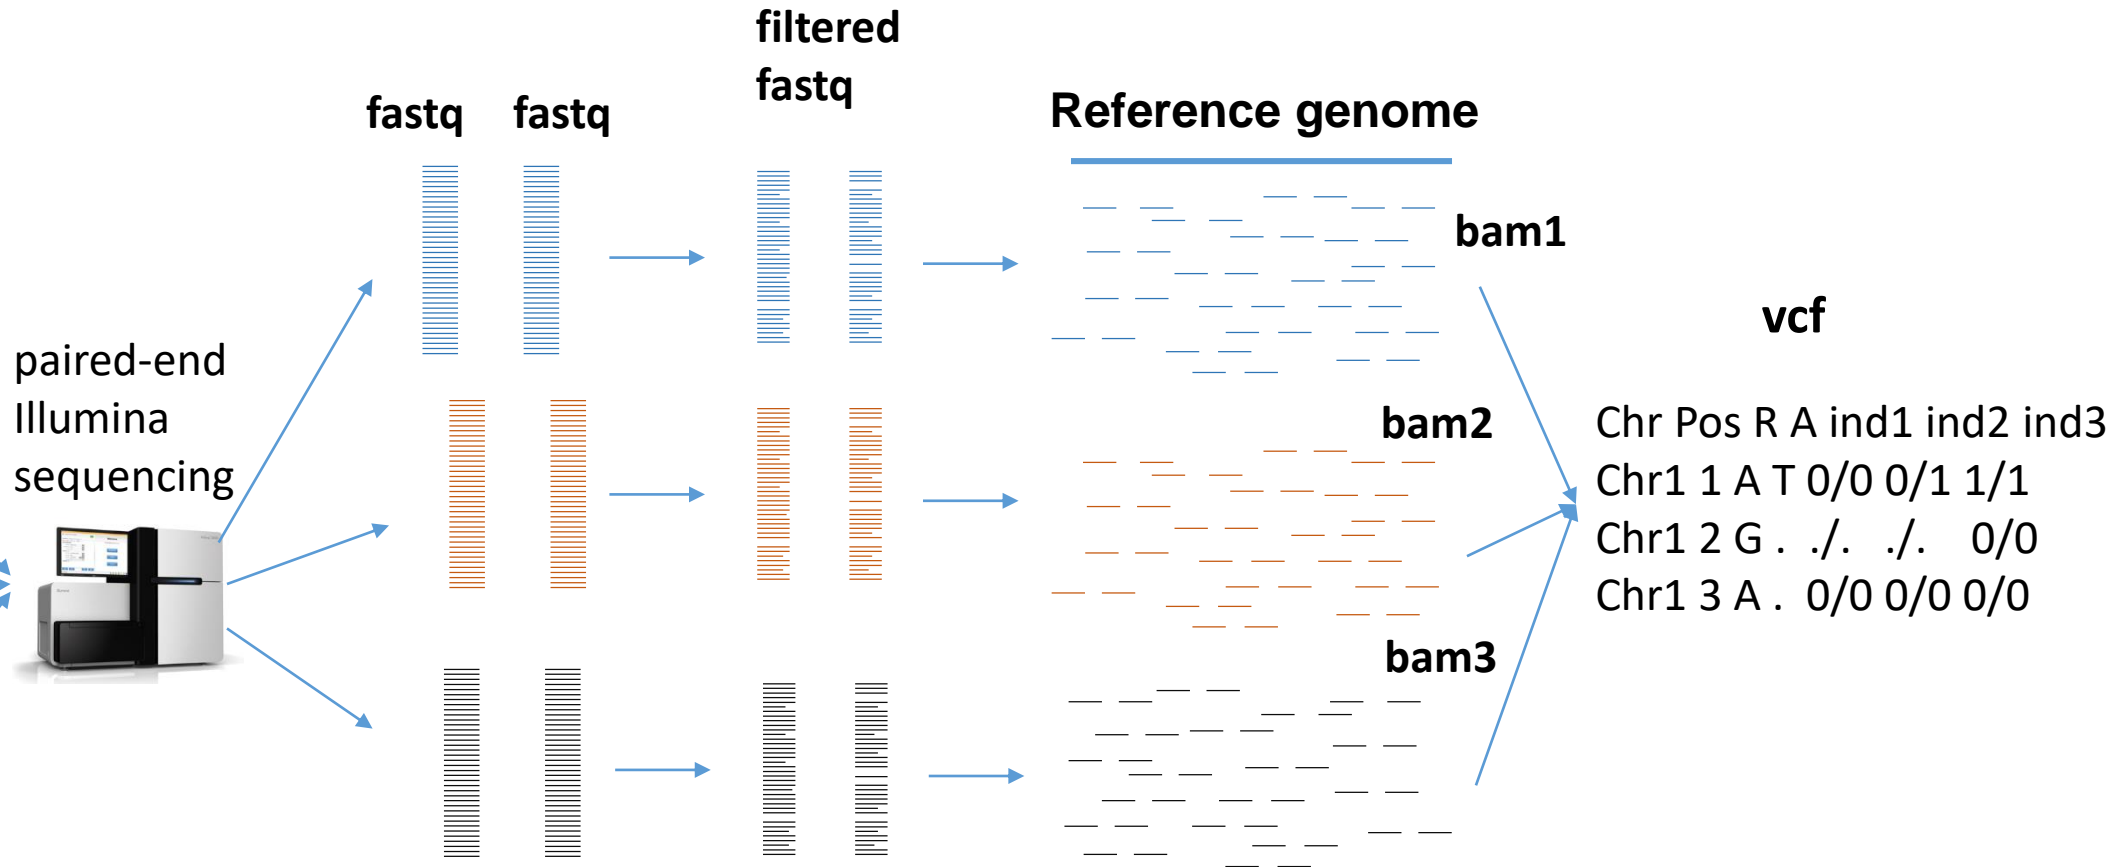 filtered
fastq
fastq fastq
Reference genome
bam1
vcf
paired-end
Illumina
sequencing
bam2
Chr Pos R A ind1 ind2 ind3
Chr1 1 A T 0/0 0/1 1/1
Chr1 2 G . ./. ./. 0/0
Chr1 3 A . 0/0 0/0 0/0
bam3